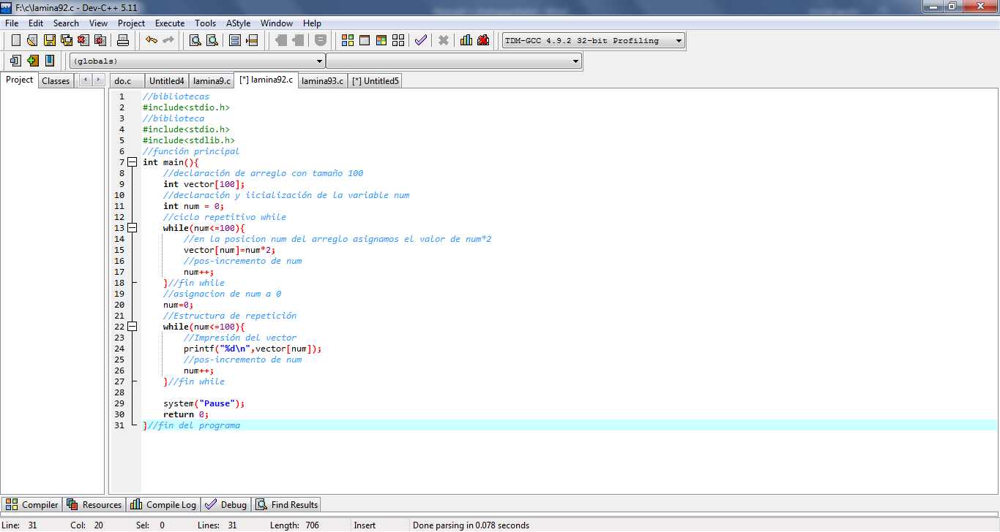 F:\c\lamina92.c - Dev-C++ 5.11
File Edit Search View Project Execute Tools AStyle Window Help
TDM-GCC 4.9.2 32-bit Profiling
(globals)
Project Classes
do.c Untitled4 lamina9.c [*] lamina92.c lamina93.c [*] Untitled5
1 //bibliotecas
2 #include<stdio.h>
3 //biblioteca
4 #include<stdio.h>
5 #include<stdlib.h>
6 //función principal
7 int main(){
8 //declaración de arreglo con tamaño 100
9 int vector[100];
10 //declaración y iicialización de la variable num
11 int num = 0;
12 //ciclo repetitivo while
13 while(num<=100){
14 //en la posicion num del arreglo asignamos el valor de num*2
15 vector[num]=num*2;
16 //pos-incremento de num
17 num++;
18 }//fin while
19 //asignacion de num a 0
20 num=0;
21 //Estructura de repetición
22 while(num<=100){
23 //Impresión del vector
24 printf("%d\n",vector[num]);
25 //pos-incremento de num
26 num++;
27 }//fin while
28
29 system("Pause");
30 return 0;
31 }//fin del programa
Compiler Resources Compile Log Debug Find Results
Line: 31 Col: 20 Sel: 0 Lines: 31 Length: 706 Insert Done parsing in 0.078 seconds